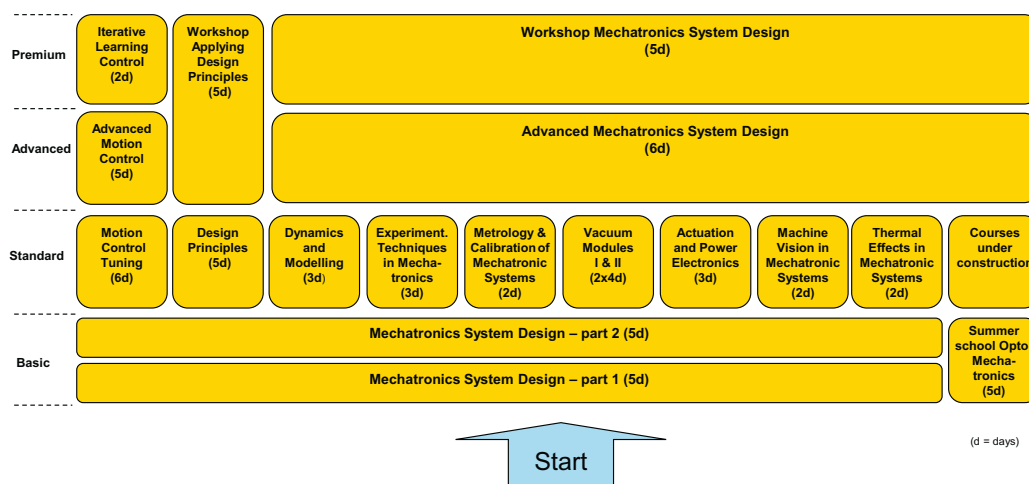 Premium
Iterative
Learning
Control
(2d)
Workshop
Applying
Design
Principles
(5d)
Workshop Mechatronics System Design
(5d)
Advanced
Advanced
Motion
Control
(5d)
Advanced Mechatronics System Design
(6d)
Standard
Motion
Control
Tuning
(6d)
Design
Principles
(5d)
Dynamics
and
Modelling
(3d)
Experiment.
Techniques
in Mecha-
tronics
(3d)
Metrology &
Calibration of
Mechatronic
Systems
(2d)
Vacuum
Modules
I & II
(2x4d)
Actuation
and Power
Electronics
(3d)
Machine
Vision in
Mechatronic
Systems
(2d)
Thermal
Effects in
Mechatronic
Systems
(2d)
Courses
under
construction
Basic
Mechatronics System Design – part 2 (5d)
Mechatronics System Design – part 1 (5d)
Summer
school Opto
Mecha-
tronics
(5d)
Start
(d = days)